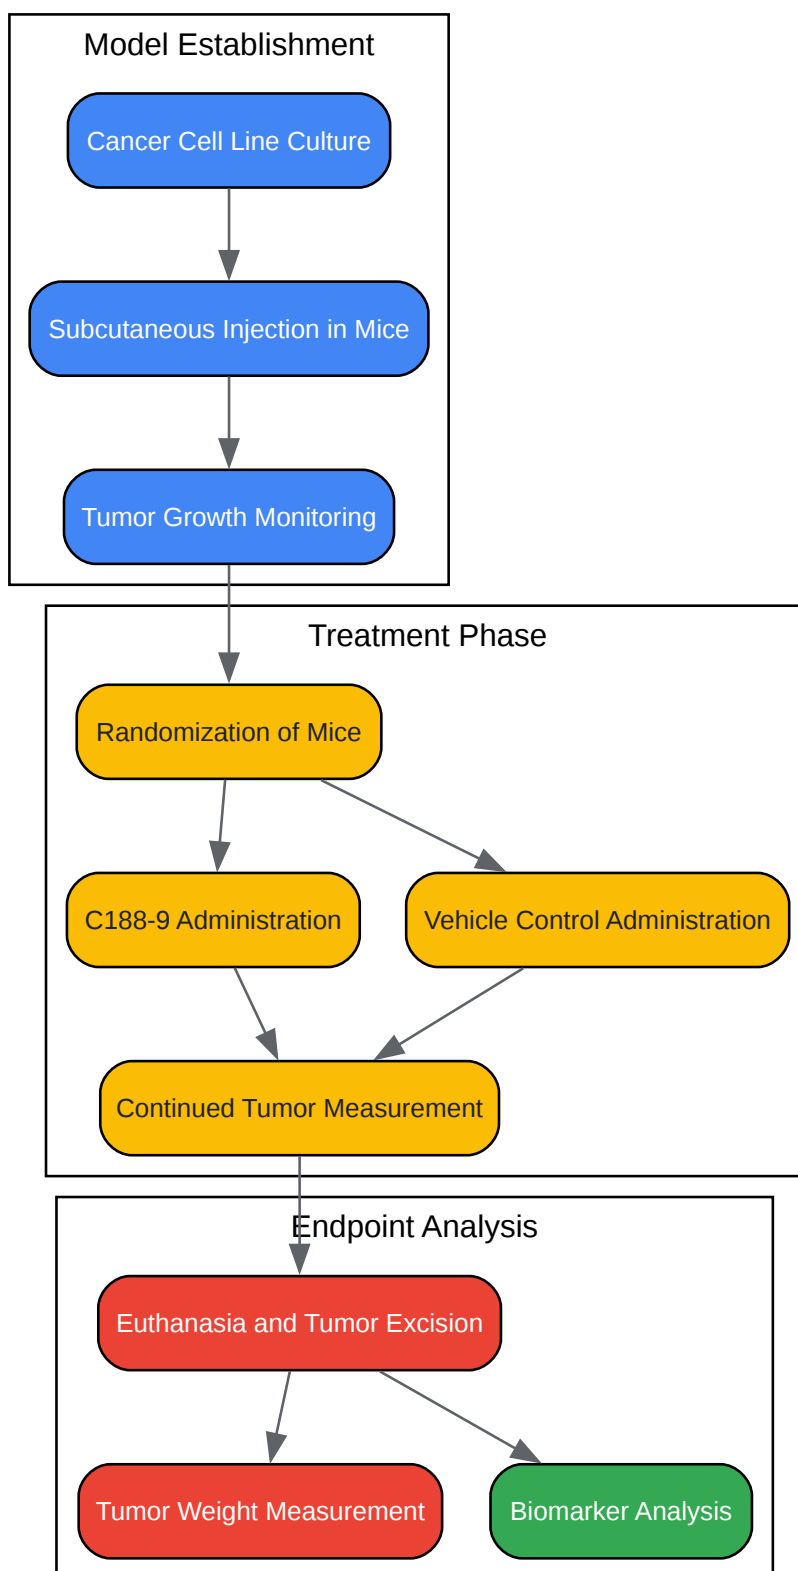 Model Establishment
Cancer Cell Line Culture
Subcutaneous Injection in Mice
Tumor Growth Monitoring
Treatment Phase
Randomization of Mice
C188-9 Administration
Vehicle Control Administration
Continued Tumor Measurement
Endpoint Analysis
Euthanasia and Tumor Excision
Tumor Weight Measurement
Biomarker Analysis